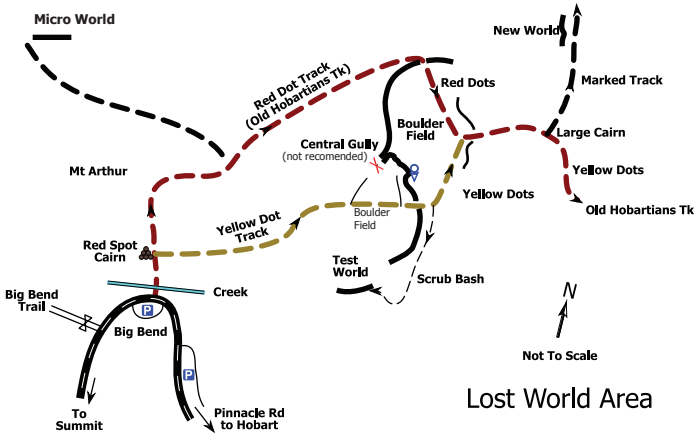 Micro World
New World
Red Dot Track
(Old Hobartians Tk)
Red Dots
Marked Track
Boulder
Field
Central Gully
(not recomended)
Large Cairn
Mt Arthur
Yellow Dots
Yellow Dots
Old Hobartians Tk
Boulder
Field
Yellow Dot
Track
Red Spot
Cairn
Test
World
Scrub Bash
Creek
Big Bend
Trail
P
Big Bend
N
Not To Scale
P
To
Summit
Pinnacle Rd
to Hobart
Lost World Area